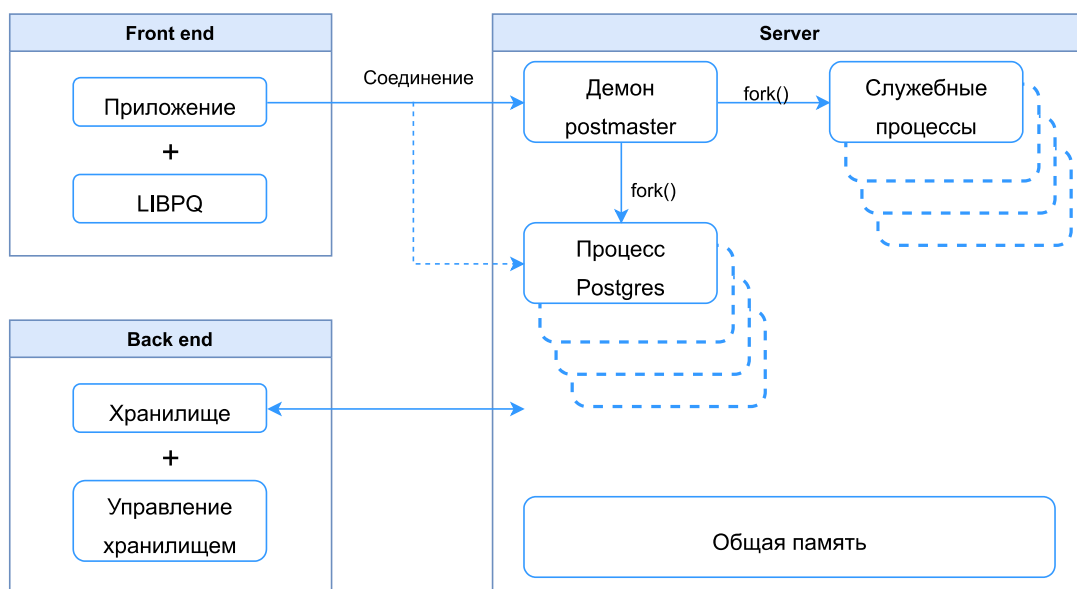 Front end
Приложение
+
LIBPQ
Соединение
Server
Демон
postmaster
fork()
Служебные
процессы
fork()
Процесс
Postgres
Back end
Хранилище
+
Управление
хранилищем
Общая память